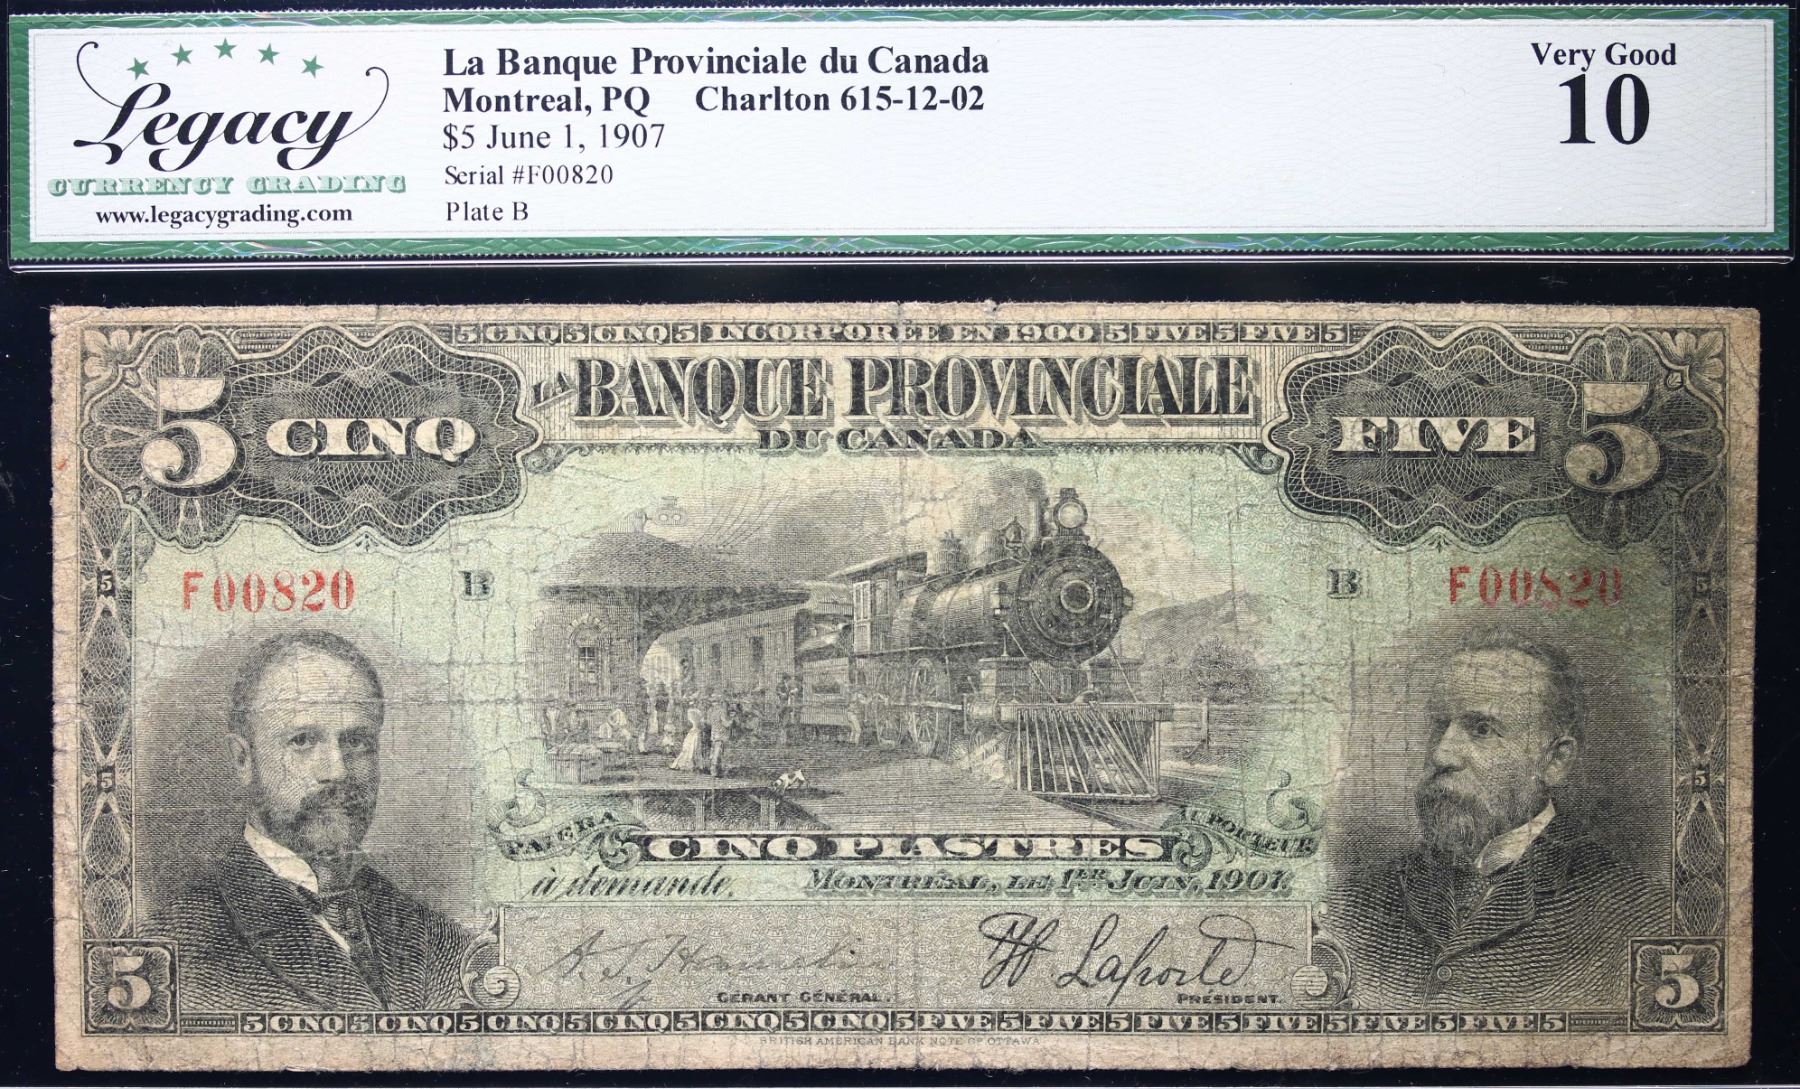 Legacy
CURRENCY GRADING
www.legacygrading.com
La Banque Provinciale du Canada
Montreal, PQ Charlton 615-12-02
$5 June 1, 1907
Serial #F00820
Plate B
Very Good
10
5 CINQ 5 CINQ 5 INCORPORÉE EN 1900 5 FIVE 5 FIVE 5
LA BANQUE PROVINCIALE
DU CANADA
5 CINQ
FIVE 5
F00820 B
B F00820
5
5
5
5
PAIERA
AU PORTEUR
CINQ PIASTRES
à demande. MONTRÉAL, LE 1ER JUIN, 1907.
H Laporte
GÉRANT GÉNÉRAL.
PRÉSIDENT.
5
5
5 CINQ 5 CINQ 5 CINQ 5 CINQ 5 CINQ 5 CINQ 5 FIVE 5 FIVE 5 FIVE 5 FIVE 5 FIVE 5 FIVE 5
BRITISH AMERICAN BANK NOTE CO OTTAWA